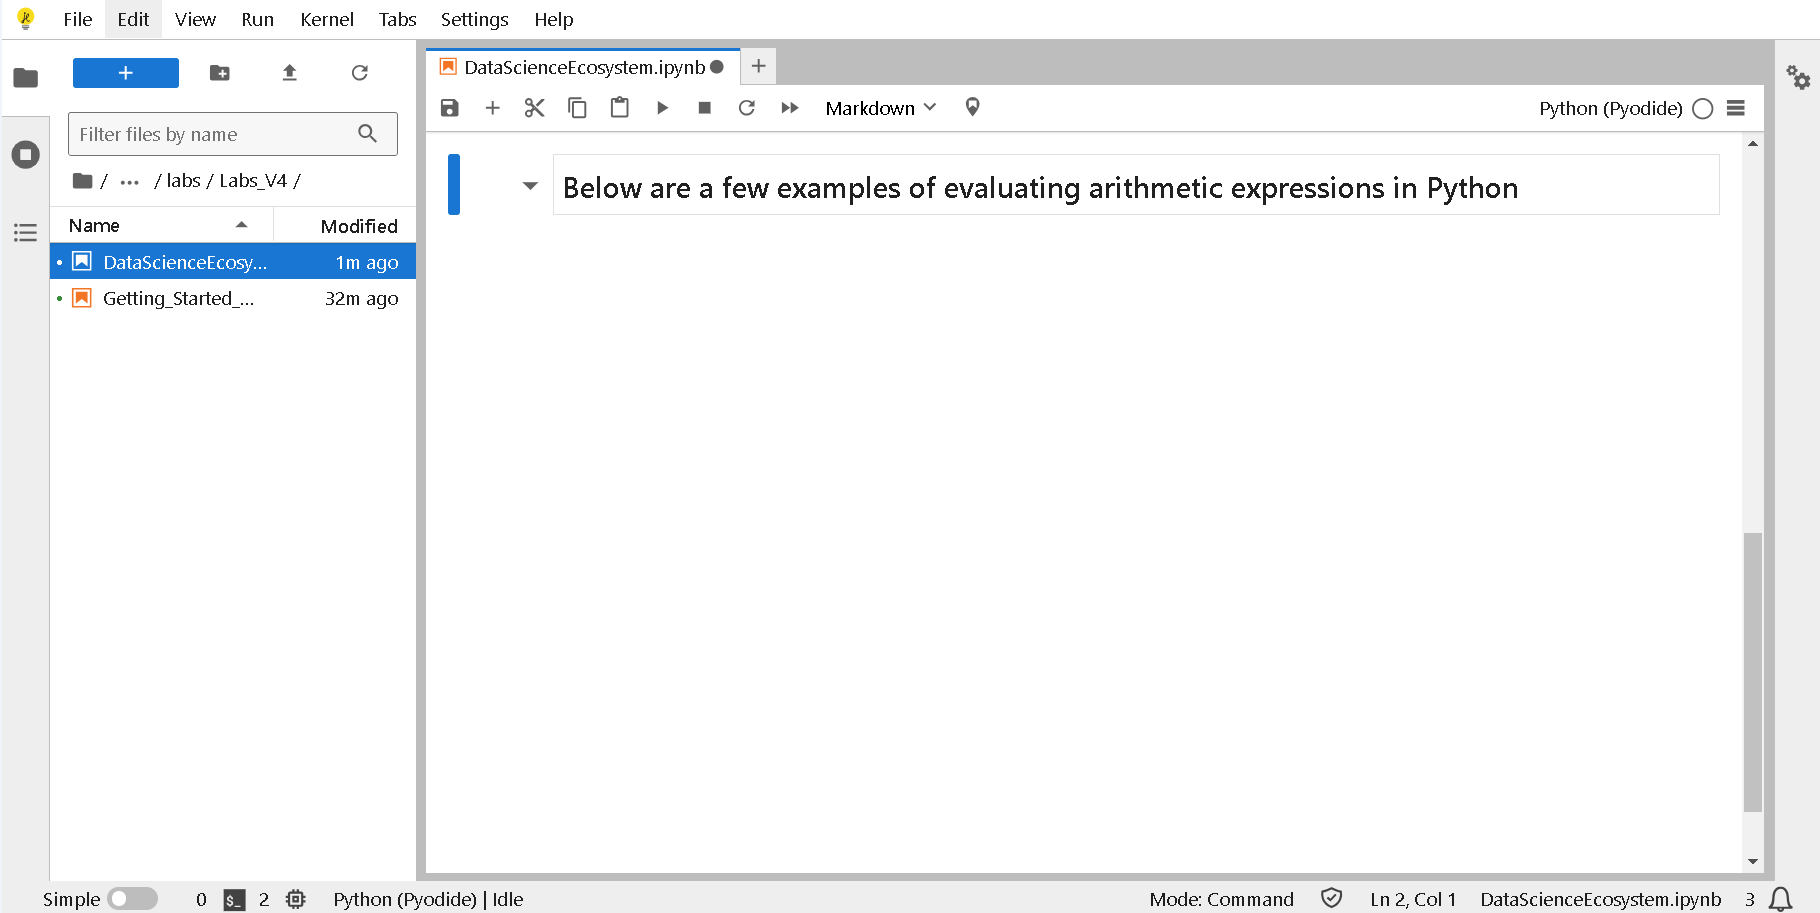 File Edit View Run Kernel Tabs Settings Help
DataScienceEcosystem.ipynb
Markdown
Python (Pyodide)
Filter files by name
/ … / labs / Labs_V4 /
Name Modified
DataScienceEcosy... 1m ago
Getting_Started_... 32m ago
Below are a few examples of evaluating arithmetic expressions in Python
Simple 0 $_ 2 Python (Pyodide) | Idle Mode: Command Ln 2, Col 1 DataScienceEcosystem.ipynb 3